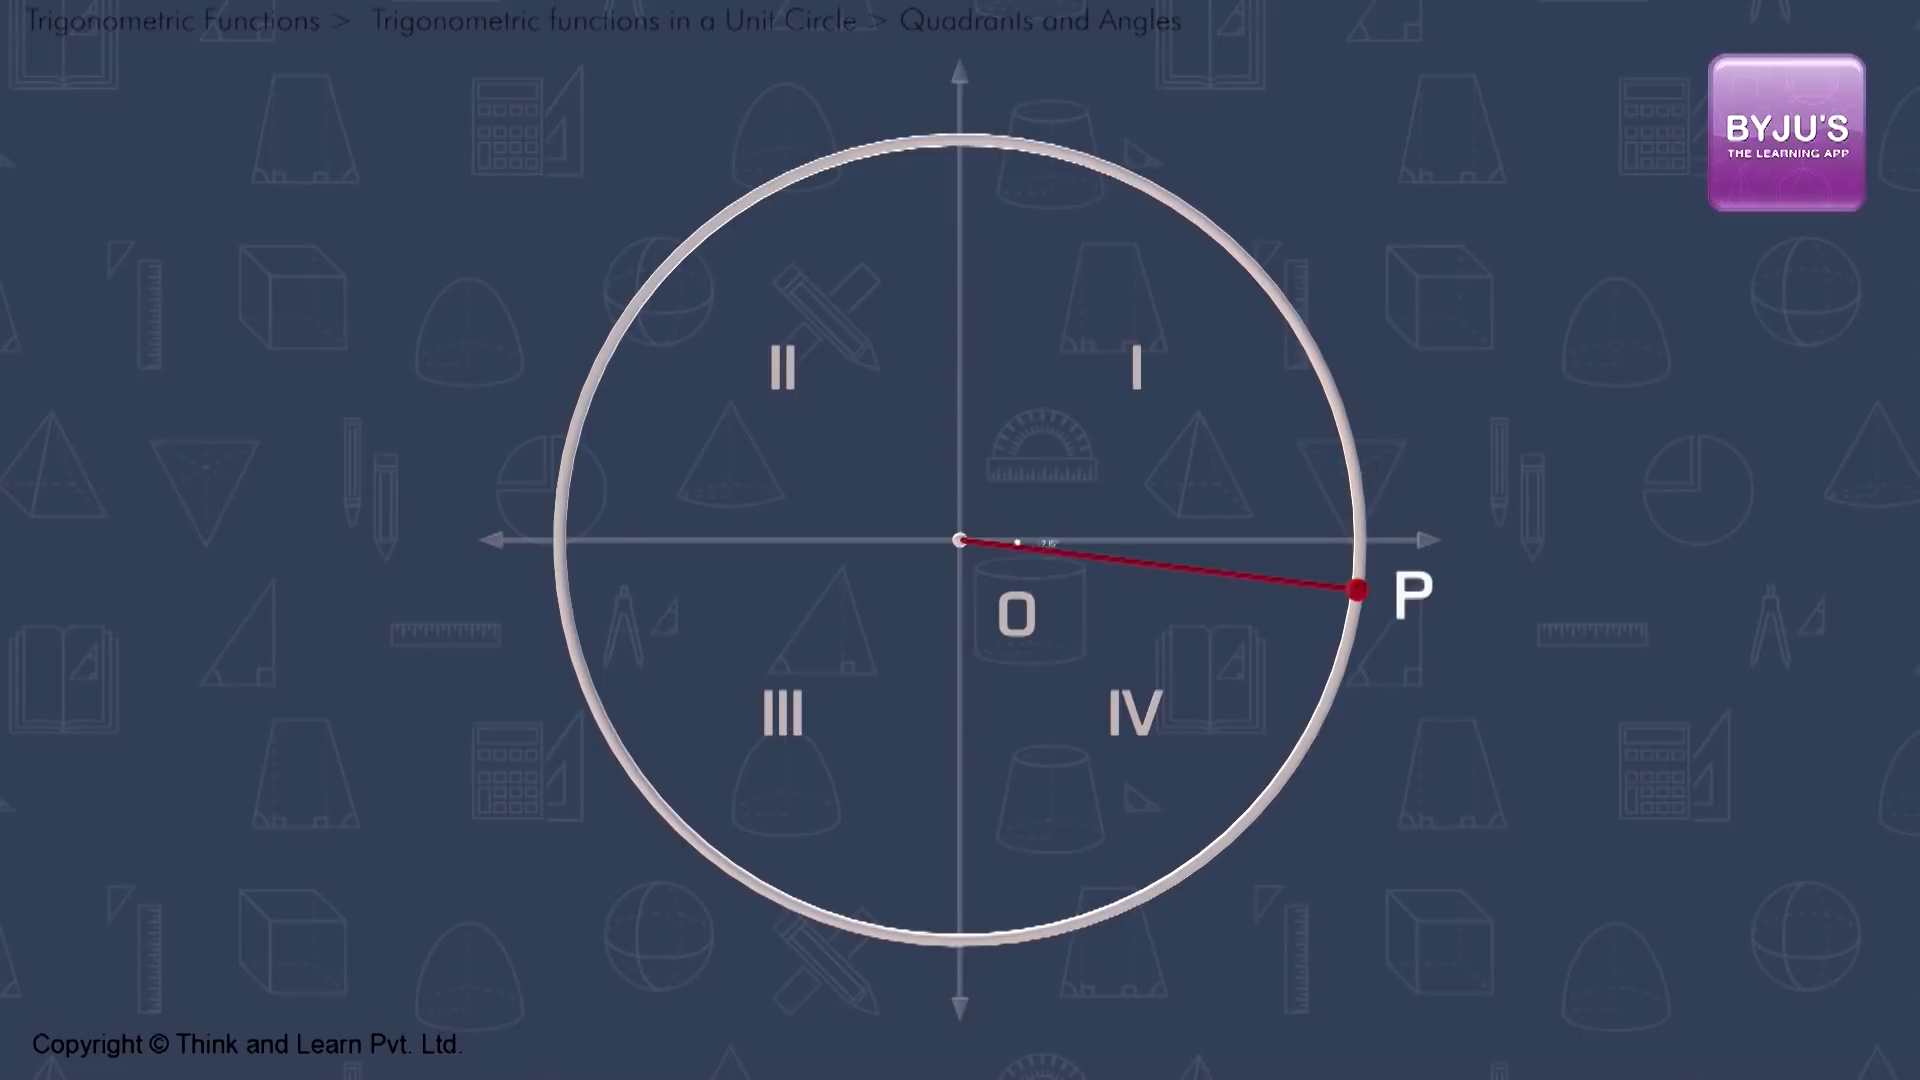 Trigonometric Functions > Trigonometric functions in a Unit Circle > Quadrants and Angles
BYJU'S
THE LEARNING APP
II
I
O
P
III
IV
Copyright © Think and Learn Pvt. Ltd.